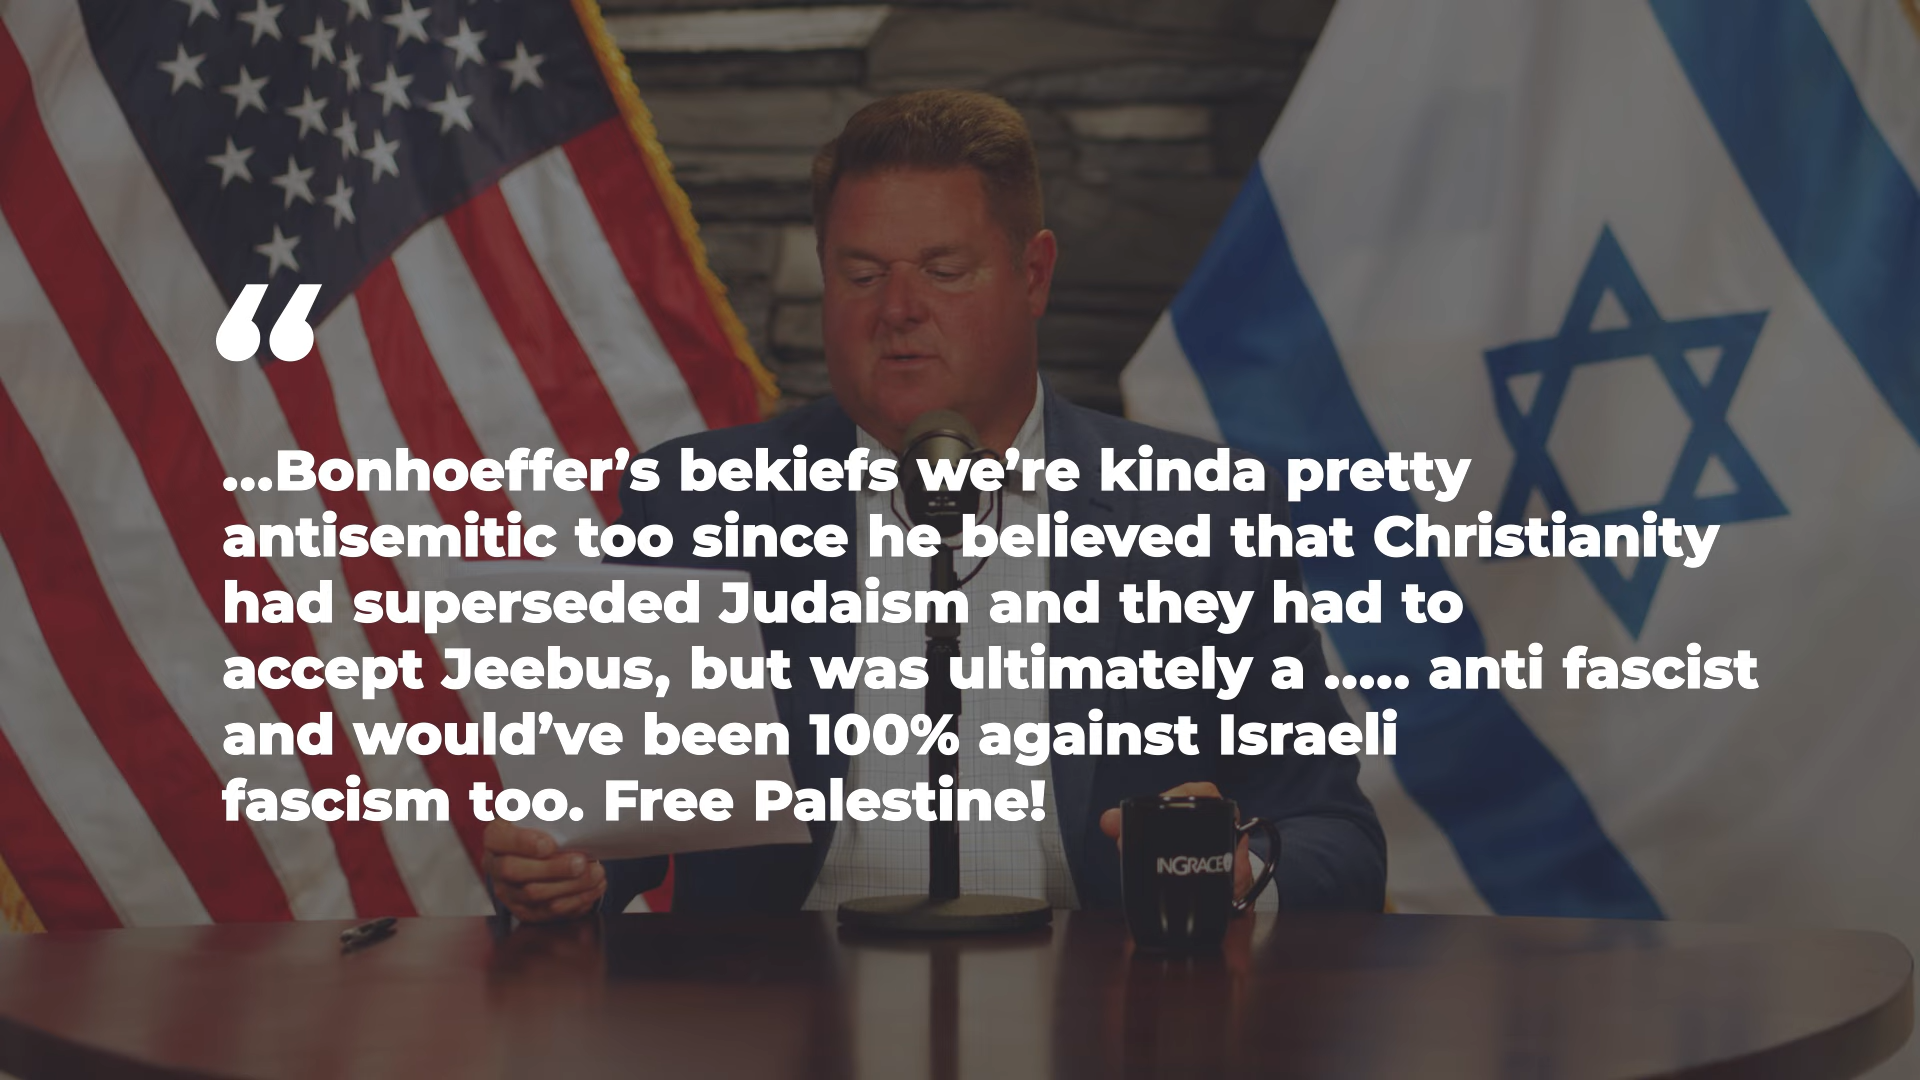 “
...Bonhoeffer’s bekiefs we’re kinda pretty
antisemitic too since he believed that Christianity
had superseded Judaism and they had to
accept Jeebus, but was ultimately a ..... anti fascist
and would’ve been 100% against Israeli
fascism too. Free Palestine!
INGRACE